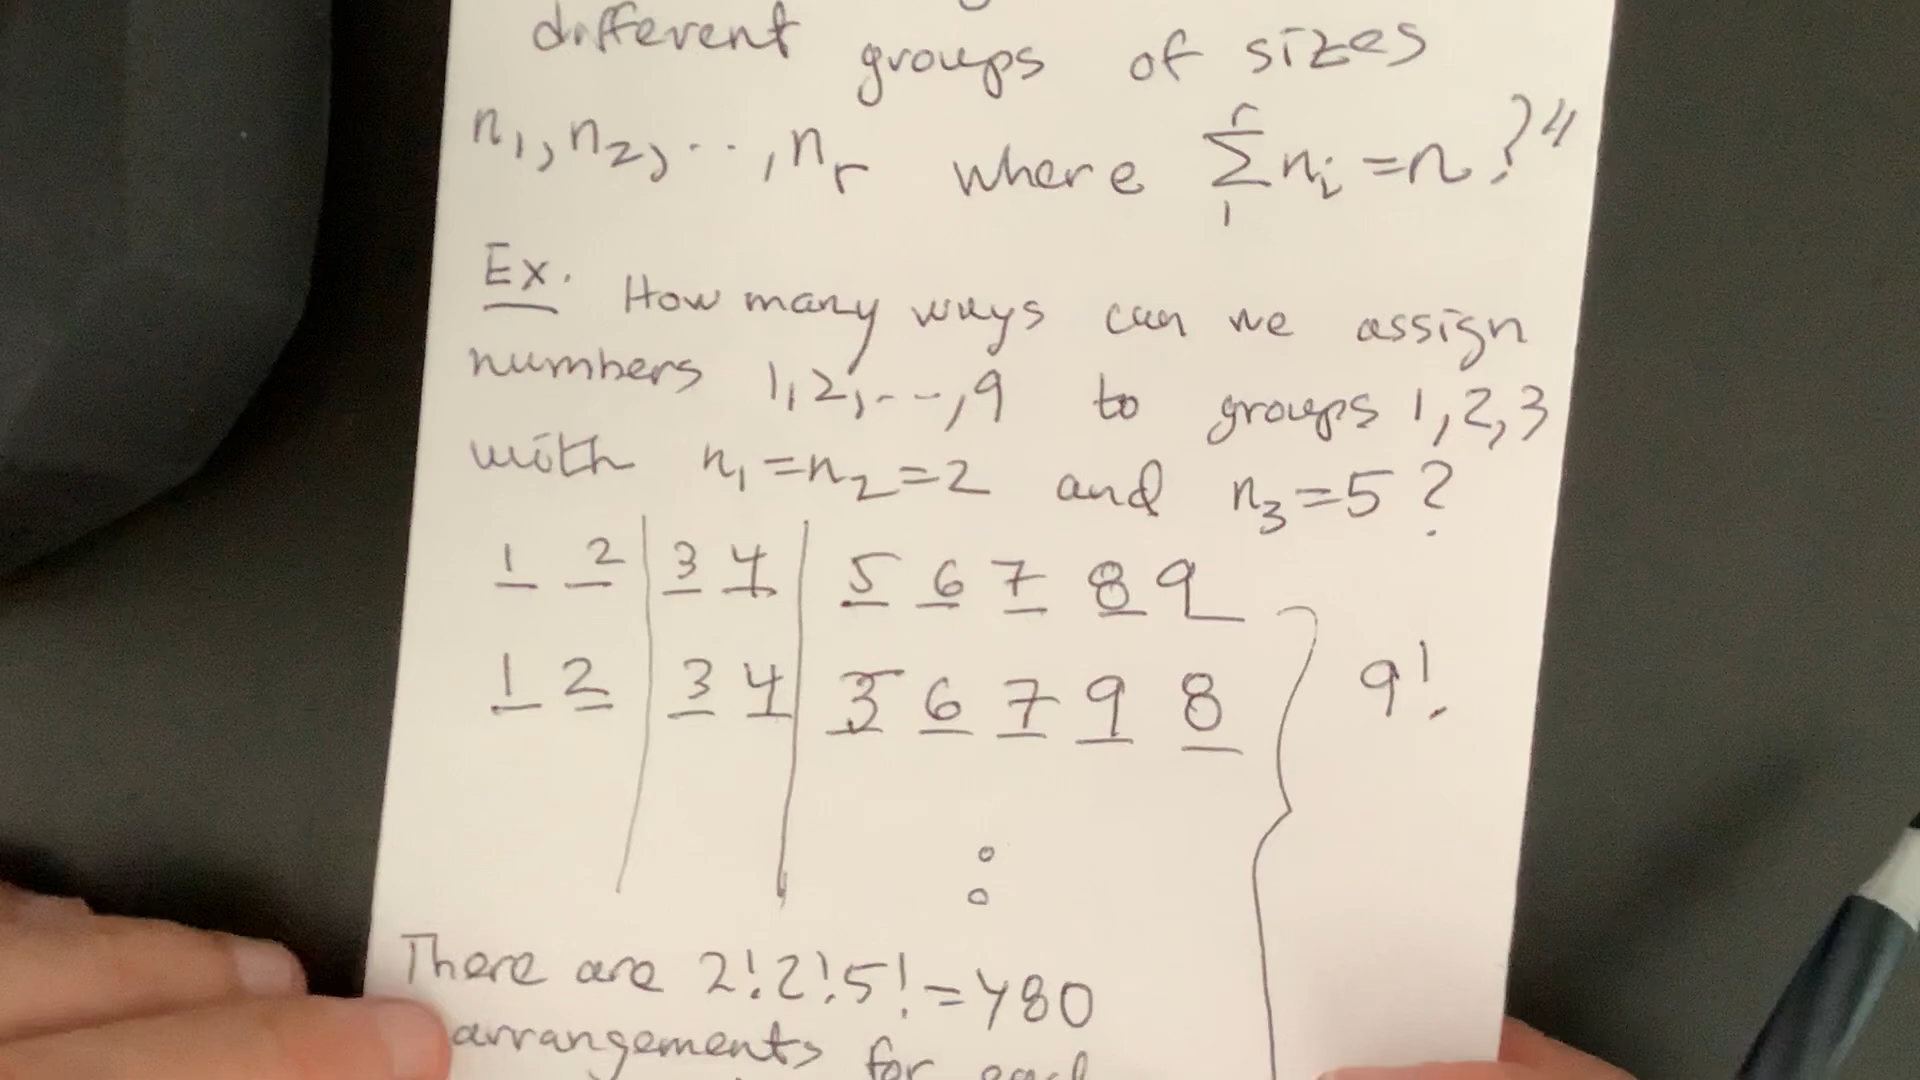 different groups of sizes
n₁, n₂, ..., nᵣ where Σ₁ʳ nᵢ = n ?"
Ex. How many ways can we assign
numbers 1, 2, ..., 9 to groups 1, 2, 3
with n₁ = n₂ = 2 and n₃ = 5 ?
1 2 | 3 4 | 5 6 7 8 9
1 2 | 3 4 | 5 6 7 9 8 } 9!
:
There are 2! 2! 5! = 480
arrangements for each